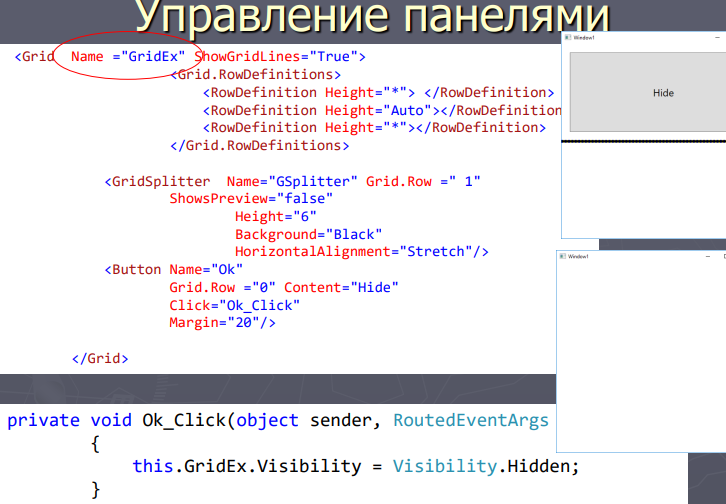 Управление панелями
<Grid Name ="GridEx" ShowGridLines="True">
<Grid.RowDefinitions>
<RowDefinition Height="*"> </RowDefinition>
<RowDefinition Height="Auto"></RowDefinition
<RowDefinition Height="*"></RowDefinition>
</Grid.RowDefinitions>
<GridSplitter Name="GSplitter" Grid.Row =" 1"
ShowsPreview="false"
Height="6"
Background="Black"
HorizontalAlignment="Stretch"/>
<Button Name="Ok"
Grid.Row ="0" Content="Hide"
Click="Ok_Click"
Margin="20"/>
</Grid>
Window1
Hide
Window1
private void Ok_Click(object sender, RoutedEventArgs
{
this.GridEx.Visibility = Visibility.Hidden;
}